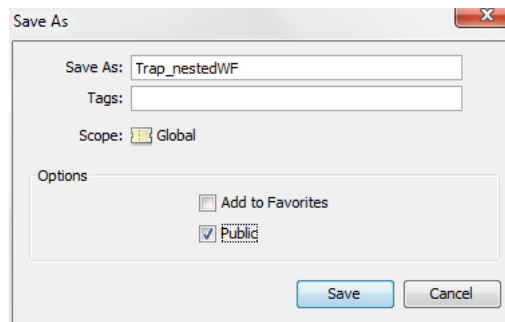 Save As
Save As: Trap_nestedWF
Tags:
Scope: Global
Options
Add to Favorites
Public
Save Cancel